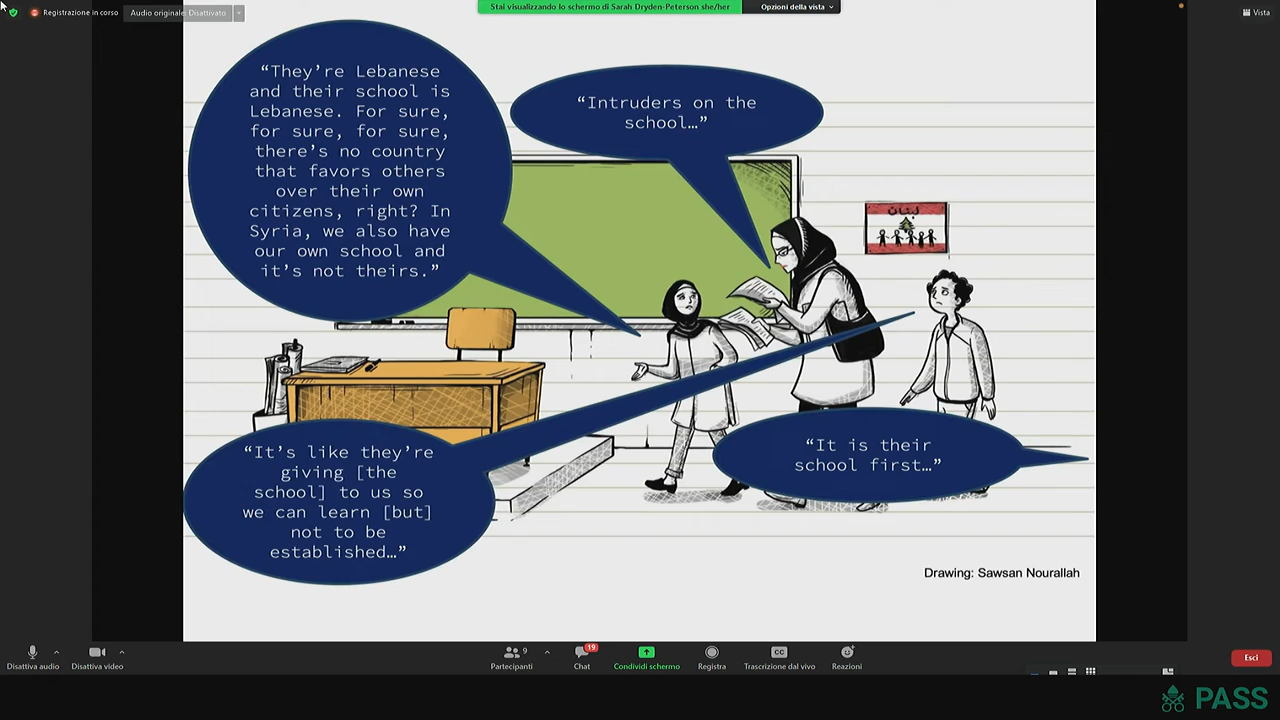 Registrazione in corso
Audio originale: Disattivato
Stai visualizzando lo schermo di Sarah Dryden-Peterson she/her
Opzioni della vista
Vista
“They’re Lebanese
and their school is
Lebanese. For sure,
for sure, for sure,
there’s no country
that favors others
over their own
citizens, right? In
Syria, we also have
our own school and
it’s not theirs.”
“Intruders on the
school…”
لبنان
“It’s like they’re
giving [the
school] to us so
we can learn [but]
not to be
established…”
“It is their
school first…”
Drawing: Sawsan Nourallah
Disattiva audio
Disattiva video
9
Partecipanti
19
Chat
Condividi schermo
Registra
CC
Trascrizione dal vivo
Reazioni
Esci
PASS